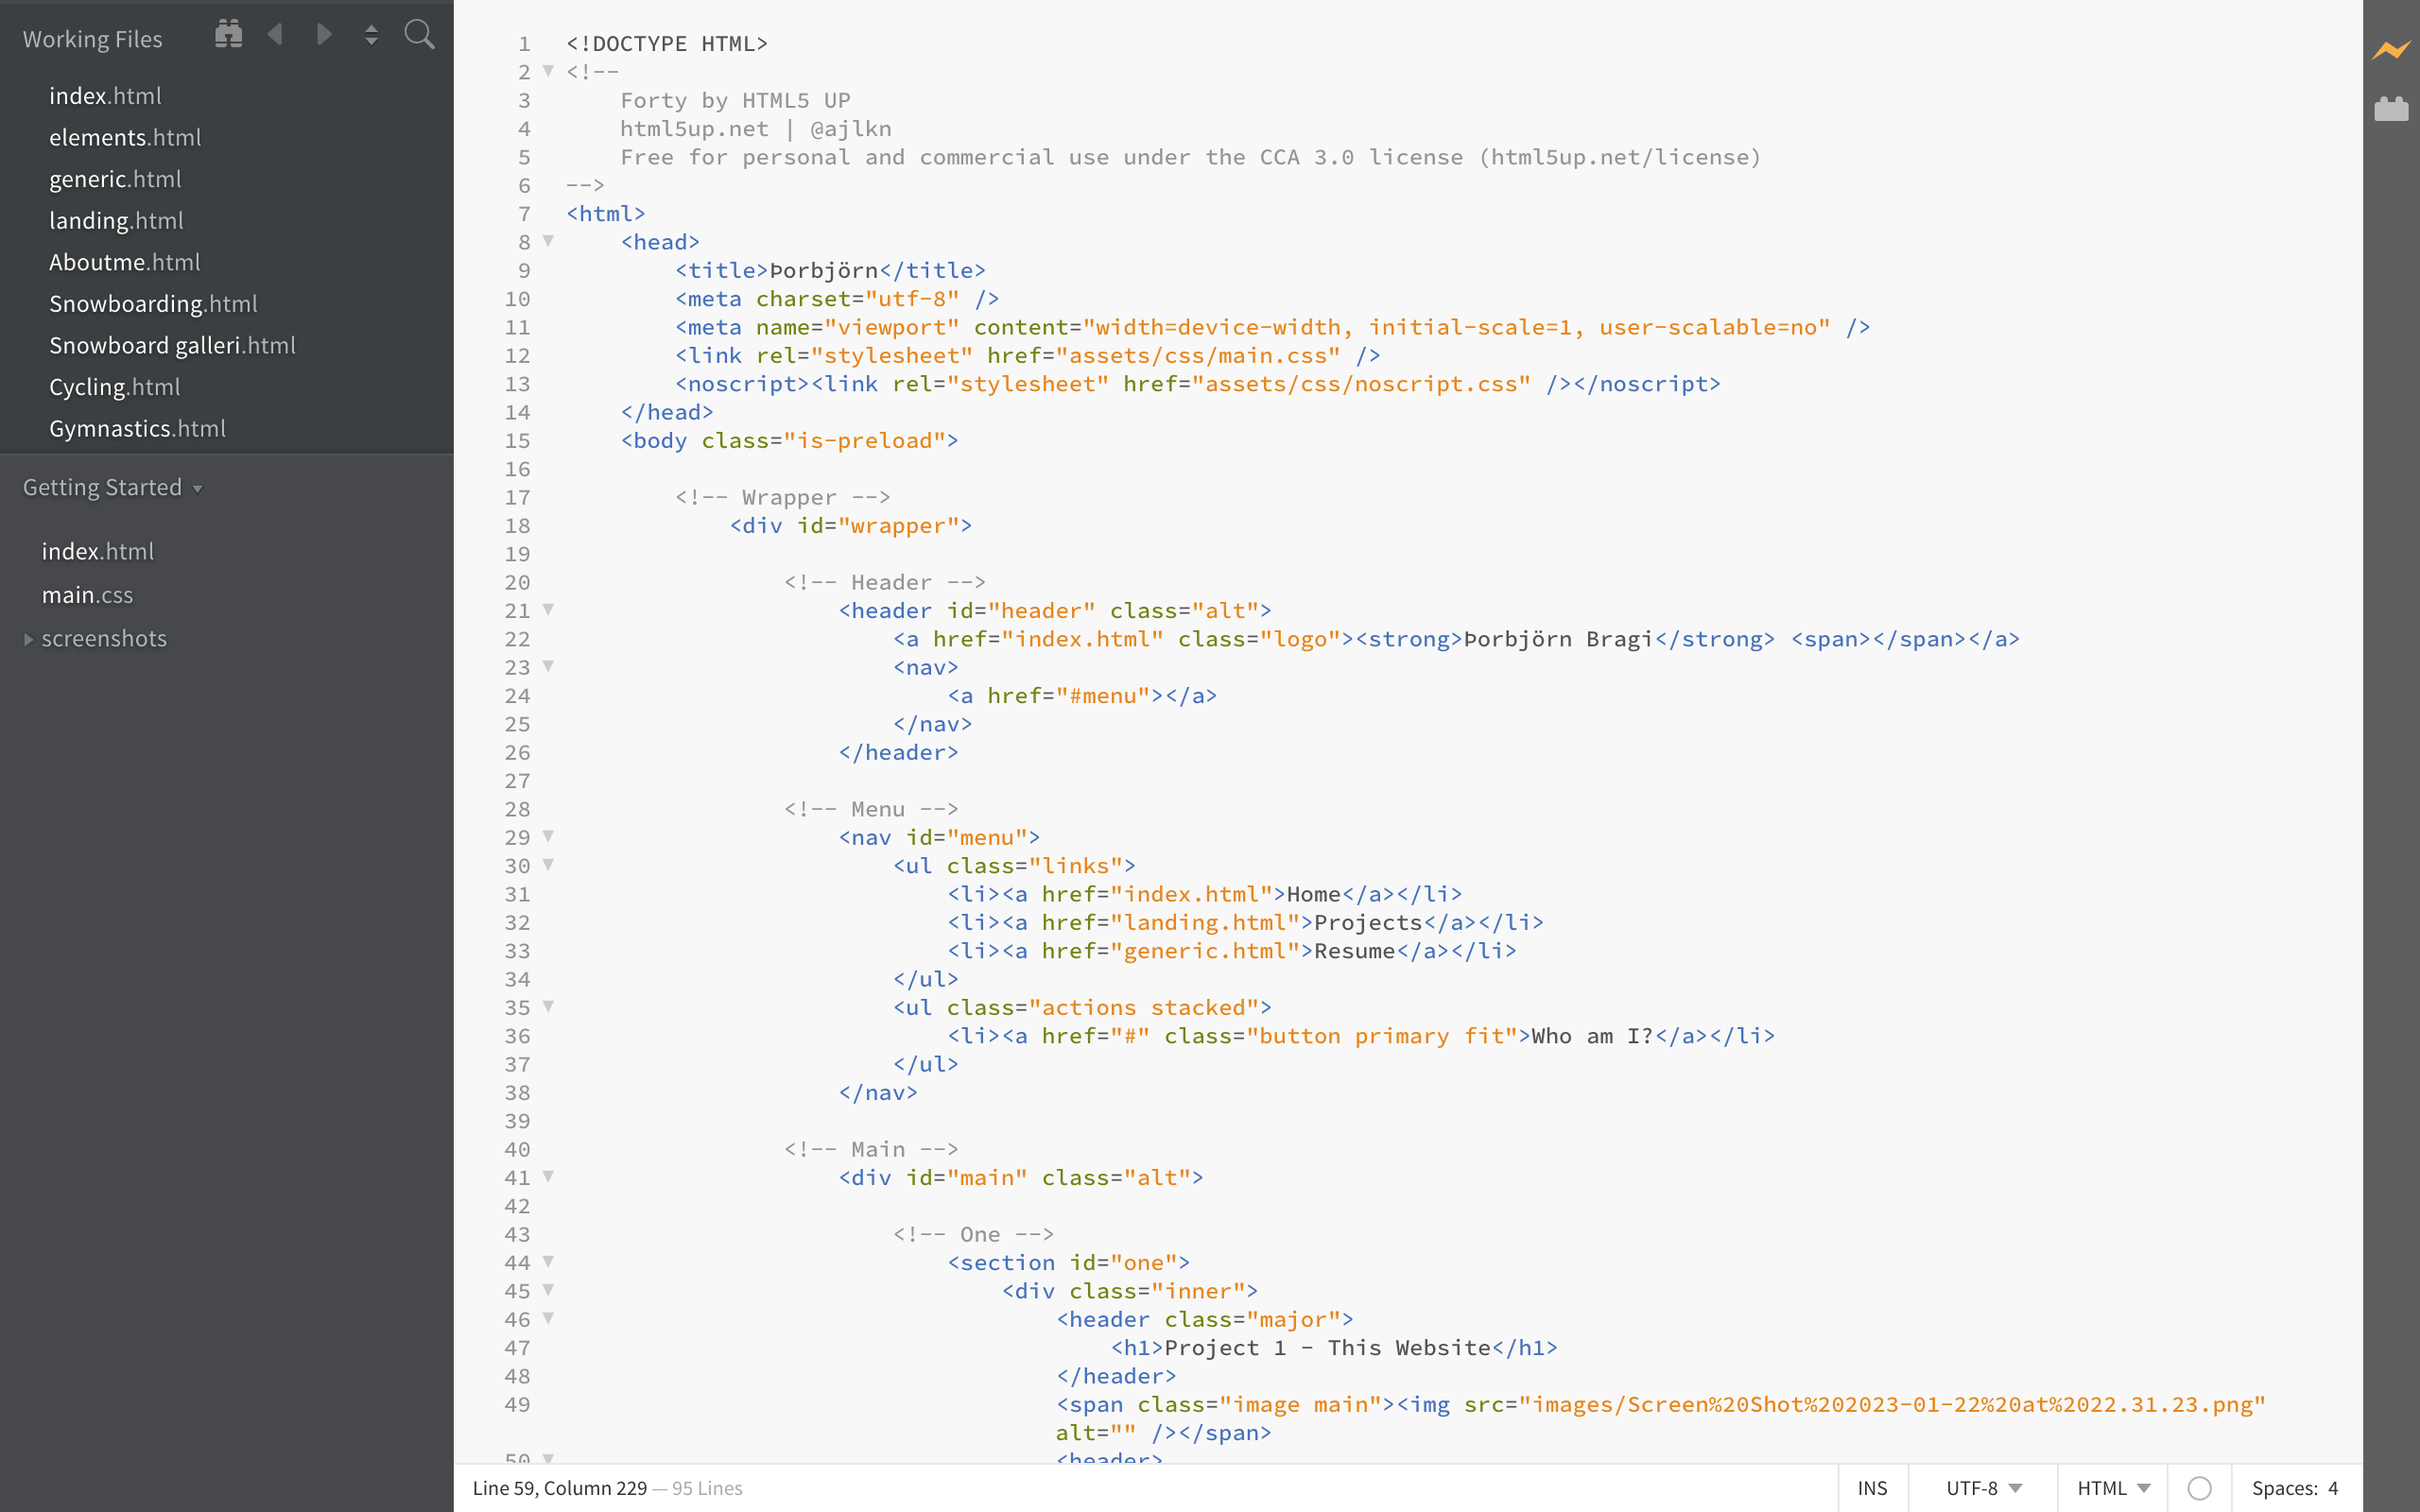 Working Files
index.html
elements.html
generic.html
landing.html
Aboutme.html
Snowboarding.html
Snowboard galleri.html
Cycling.html
Gymnastics.html
Getting Started
index.html
main.css
screenshots
1 <!DOCTYPE HTML>
2 <!--
3 Forty by HTML5 UP
4 html5up.net | @ajlkn
5 Free for personal and commercial use under the CCA 3.0 license (html5up.net/license)
6 -->
7 <html>
8 <head>
9 <title>Þorbjörn</title>
10 <meta charset="utf-8" />
11 <meta name="viewport" content="width=device-width, initial-scale=1, user-scalable=no" />
12 <link rel="stylesheet" href="assets/css/main.css" />
13 <noscript><link rel="stylesheet" href="assets/css/noscript.css" /></noscript>
14 </head>
15 <body class="is-preload">
16
17 <!-- Wrapper -->
18 <div id="wrapper">
19
20 <!-- Header -->
21 <header id="header" class="alt">
22 <a href="index.html" class="logo"><strong>Þorbjörn Bragi</strong> <span></span></a>
23 <nav>
24 <a href="#menu"></a>
25 </nav>
26 </header>
27
28 <!-- Menu -->
29 <nav id="menu">
30 <ul class="links">
31 <li><a href="index.html">Home</a></li>
32 <li><a href="landing.html">Projects</a></li>
33 <li><a href="generic.html">Resume</a></li>
34 </ul>
35 <ul class="actions stacked">
36 <li><a href="#" class="button primary fit">Who am I?</a></li>
37 </ul>
38 </nav>
39
40 <!-- Main -->
41 <div id="main" class="alt">
42
43 <!-- One -->
44 <section id="one">
45 <div class="inner">
46 <header class="major">
47 <h1>Project 1 - This Website</h1>
48 </header>
49 <span class="image main"><img src="images/Screen%20Shot%202023-01-22%20at%2022.31.23.png"
alt="" /></span>
50 <header>
Line 59, Column 229 — 95 Lines
INS
UTF-8
HTML
Spaces: 4